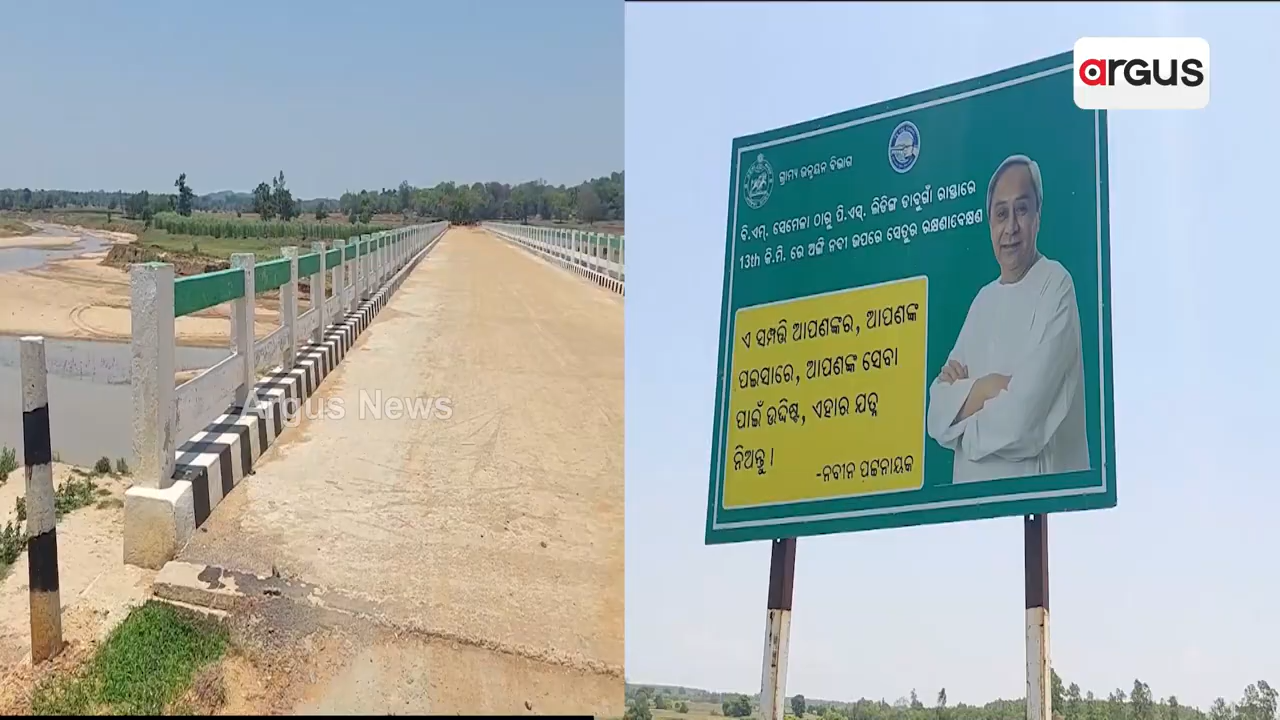 argus
ଗ୍ରାମ୍ୟ ଉନ୍ନୟନ ବିଭାଗ
ବି.ଏମ୍. ସେମେଳା ଠାରୁ ପି.ଏସ୍. ଲିଡିଙ୍ଗ ଡାବୁଗାଁ ରାସ୍ତାରେ
13th କି.ମି. ରେ ଅଙ୍ଗି ନଦୀ ଉପରେ ସେତୁର ରକ୍ଷଣାବେକ୍ଷଣ
ଏ ସମ୍ପତ୍ତି ଆପଣଙ୍କର, ଆପଣଙ୍କ
ପଇସାରେ, ଆପଣଙ୍କ ସେବା
ପାଇଁ ଉଦ୍ଦିଷ୍ଟ, ଏହାର ଯତ୍ନ
ନିଅନ୍ତୁ।
-ନବୀନ ପଟ୍ଟନାୟକ
Argus News